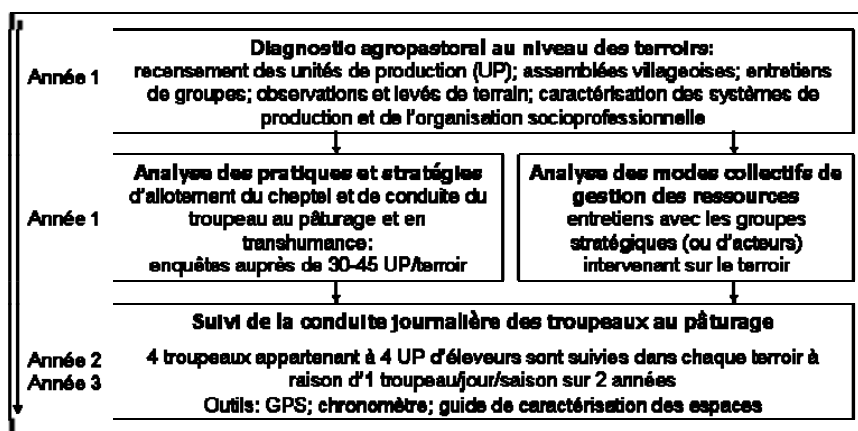 Diagnostic agropastoral au niveau des terroirs:
Année 1
recensement des unités de production (UP); assemblées villageoises; entretiens
de groupes; observations et levés de terrain; caractérisation des systèmes de
production et de l'organisation socioprofessionnelle
Année 1
Analyse des pratiques et stratégies
d'allotement du cheptel et de conduite du
troupeau au pâturage et en
transhumance:
enquêtes auprès de 30-45 UP/terroir
Analyse des modes collectifs de
gestion des ressources
entretiens avec les groupes
stratégiques (ou d'acteurs)
intervenant sur le terroir
Suivi de la conduite journalière des troupeaux au pâturage
Année 2
Année 3
4 troupeaux appartenant à 4 UP d'éleveurs sont suivies dans chaque terroir à
raison d'1 troupeau/jour/saison sur 2 années
Outils: GPS; chronomètre; guide de caractérisation des espaces